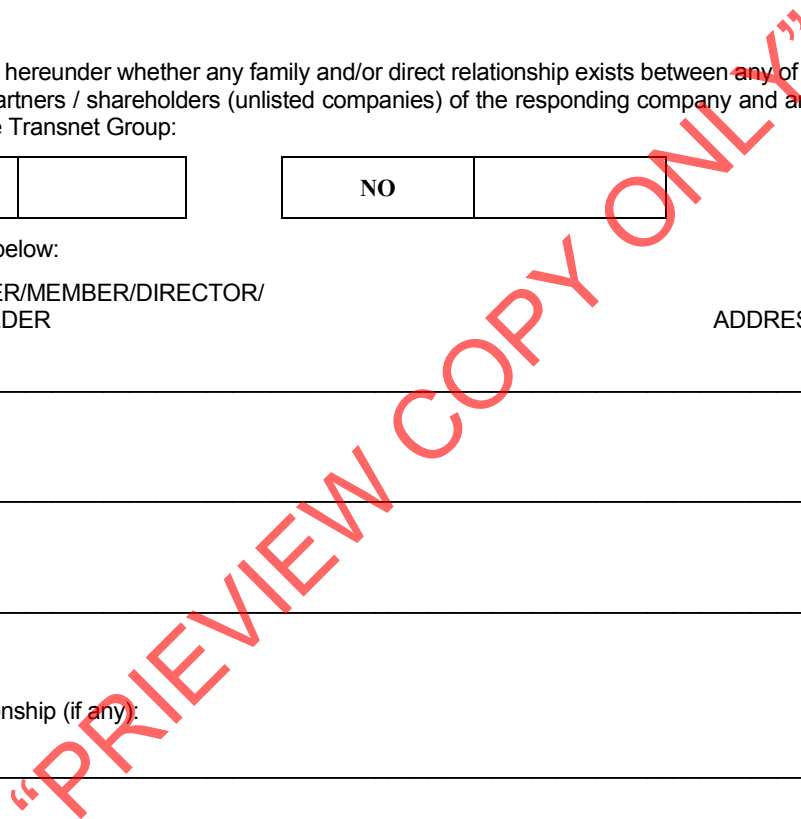 hereunder whether any family and/or direct relationship exists between any of
artners / shareholders (unlisted companies) of the responding company and
Transnet Group:
NO
below:
ER/MEMBER/DIRECTOR/
DER
ADDRES
nship (if any):
“PRIEVIEW COPY ONLY”